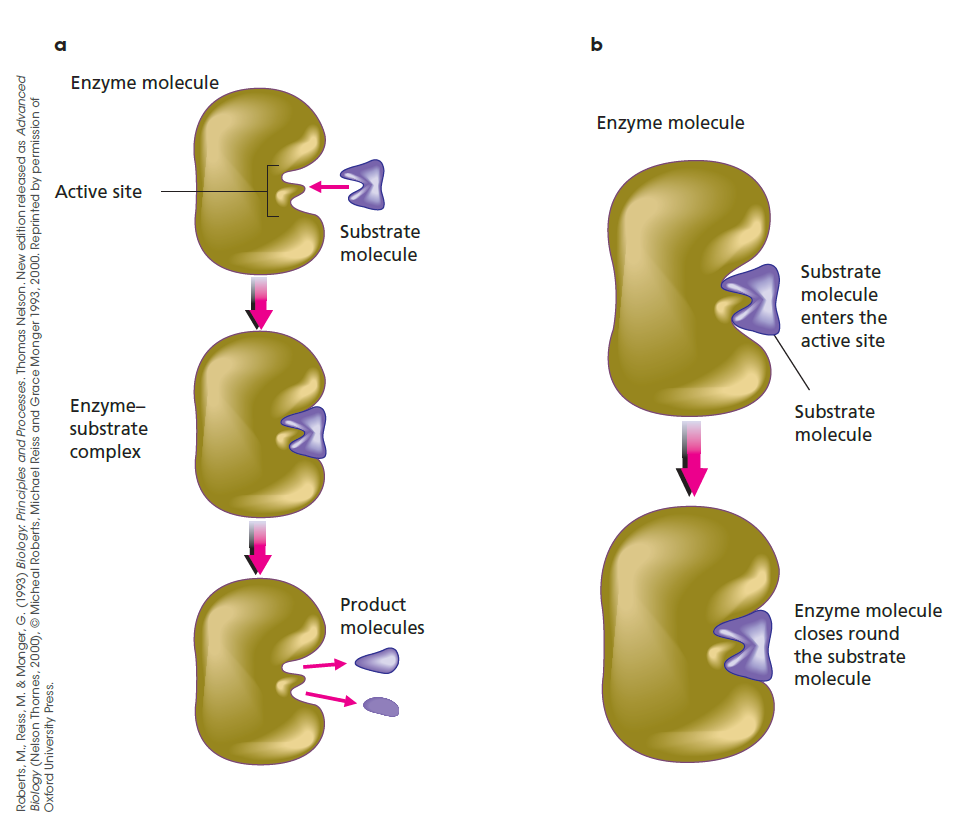 a
Enzyme molecule
Active site
Substrate
molecule
Enzyme–
substrate
complex
Product
molecules
b
Enzyme molecule
Substrate
molecule
enters the
active site
Substrate
molecule
Enzyme molecule
closes round
the substrate
molecule
Roberts, M., Reiss, M. & Monger, G. (1993) Biology: Principles and Processes. Thomas Nelson. New edition released as Advanced
Biology (Nelson Thornes, 2000), © Micheal Roberts, Michael Reiss and Grace Monger 1993, 2000. Reprinted by permission of
Oxford University Press.